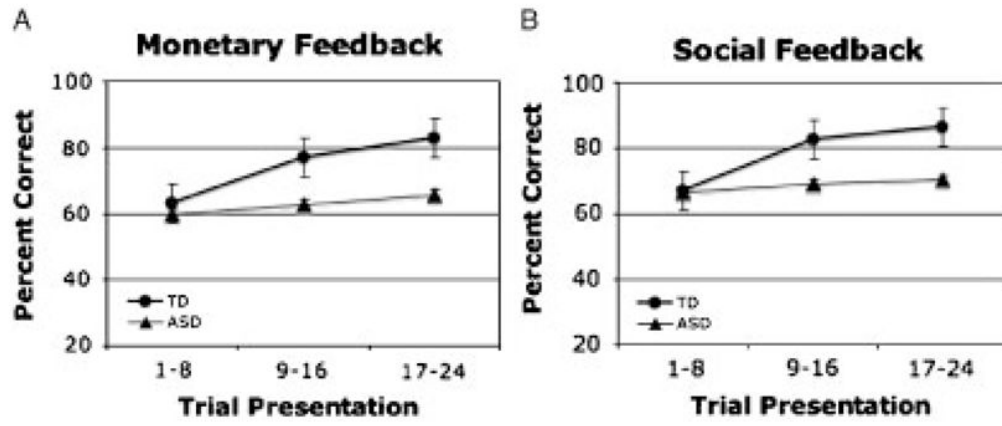 A
Monetary Feedback
Percent Correct
100
80
60
40
20
TD
ASD
1-8 9-16 17-24
Trial Presentation
B
Social Feedback
Percent Correct
100
80
60
40
20
TD
ASD
1-8 9-16 17-24
Trial Presentation